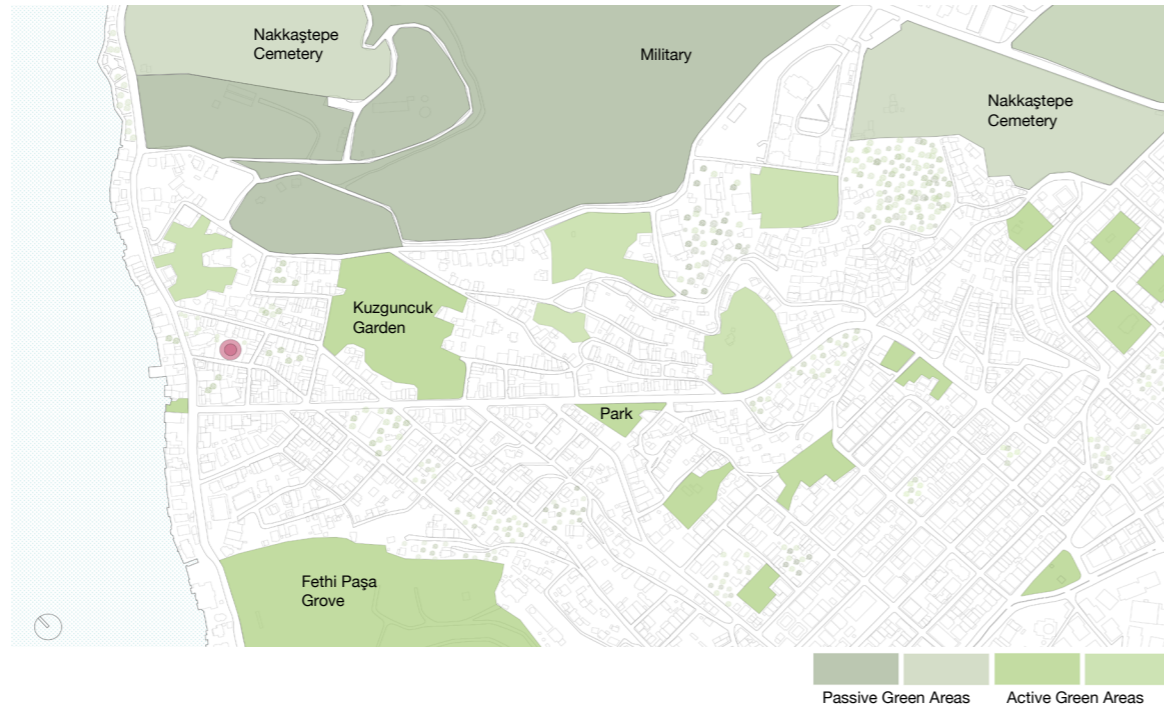 Nakkaştepe
Cemetery
Military
Nakkaştepe
Cemetery
Kuzguncuk
Garden
Park
Fethi Paşa
Grove
Passive Green Areas
Active Green Areas